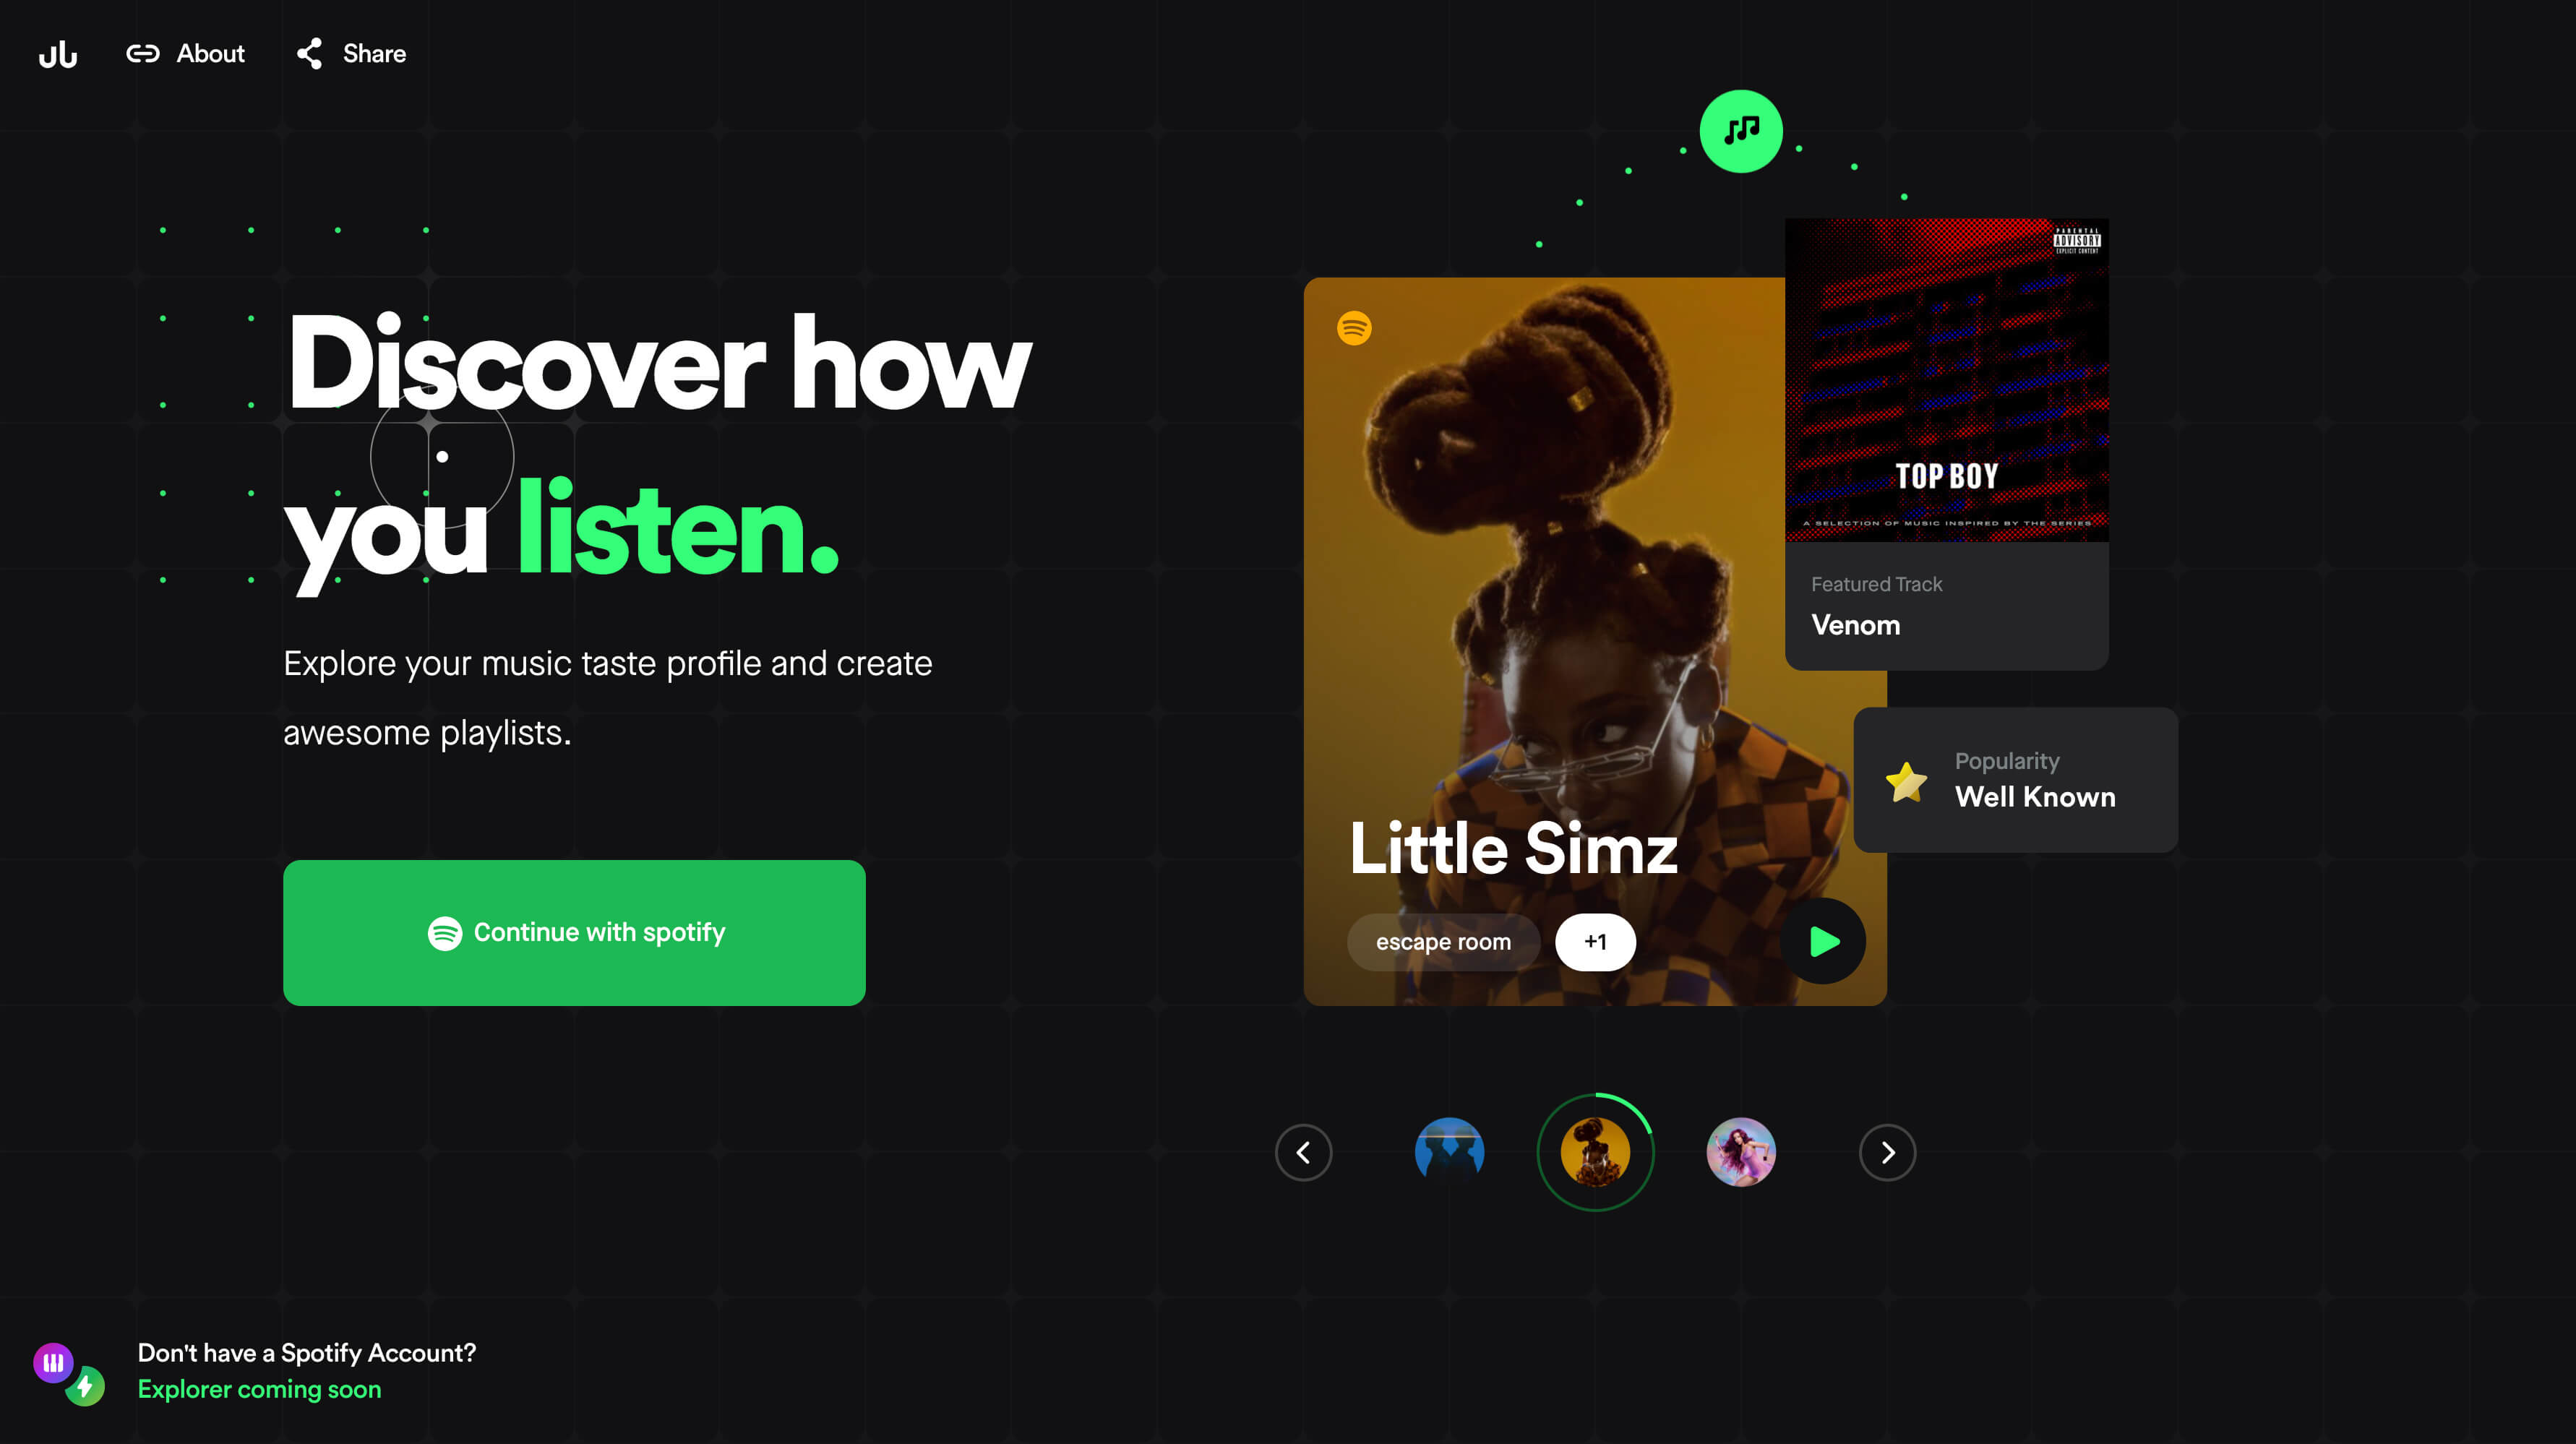 About
Share
Discover how
you listen.
Explore your music taste profile and create
awesome playlists.
Continue with spotify
PARENTAL
ADVISORY
EXPLICIT CONTENT
TOP BOY
A SELECTION OF MUSIC INSPIRED BY THE SERIES
Featured Track
Venom
Popularity
Well Known
Little Simz
escape room
+1
Don't have a Spotify Account?
Explorer coming soon